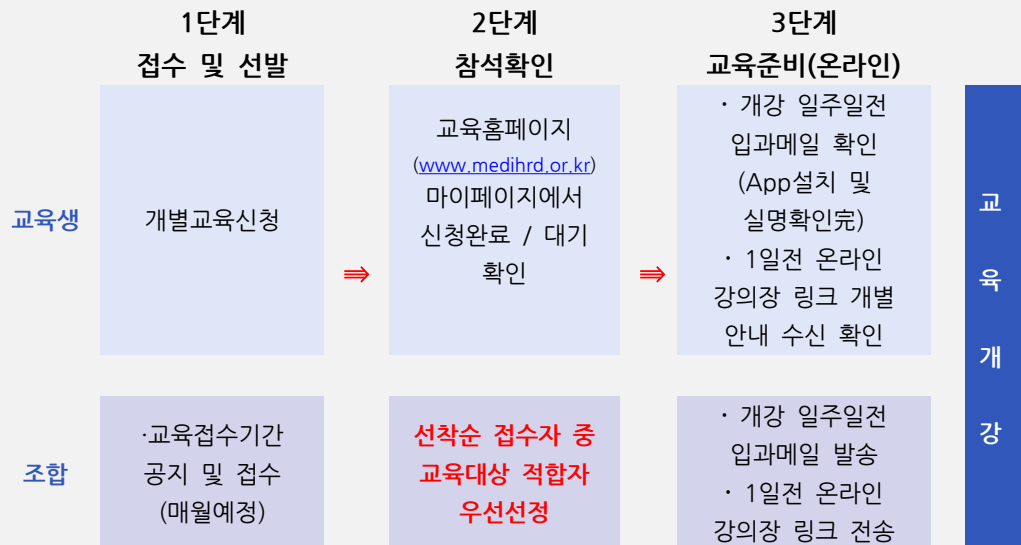 1단계
접수 및 선발
2단계
참석확인
3단계
교육준비(온라인)
교육생
개별교육신청
⇛
교육홈페이지
(www.medihrd.or.kr)
마이페이지에서
신청완료 / 대기
확인
⇛
· 개강 일주일전
입과메일 확인
(App설치 및
실명확인完)
· 1일전 온라인
강의장 링크 개별
안내 수신 확인
조합
·교육접수기간
공지 및 접수
(매월예정)
선착순 접수자 중
교육대상 적합자
우선선정
· 개강 일주일전
입과메일 발송
· 1일전 온라인
강의장 링크 전송
교
육
개
강